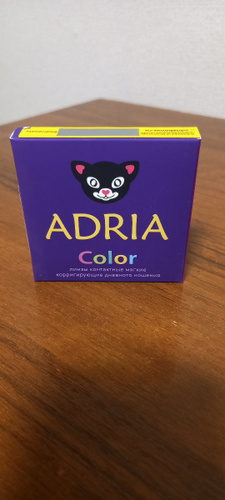 ADRIA
Color
линзы контактные мягкие
корригирующие дневного ношения